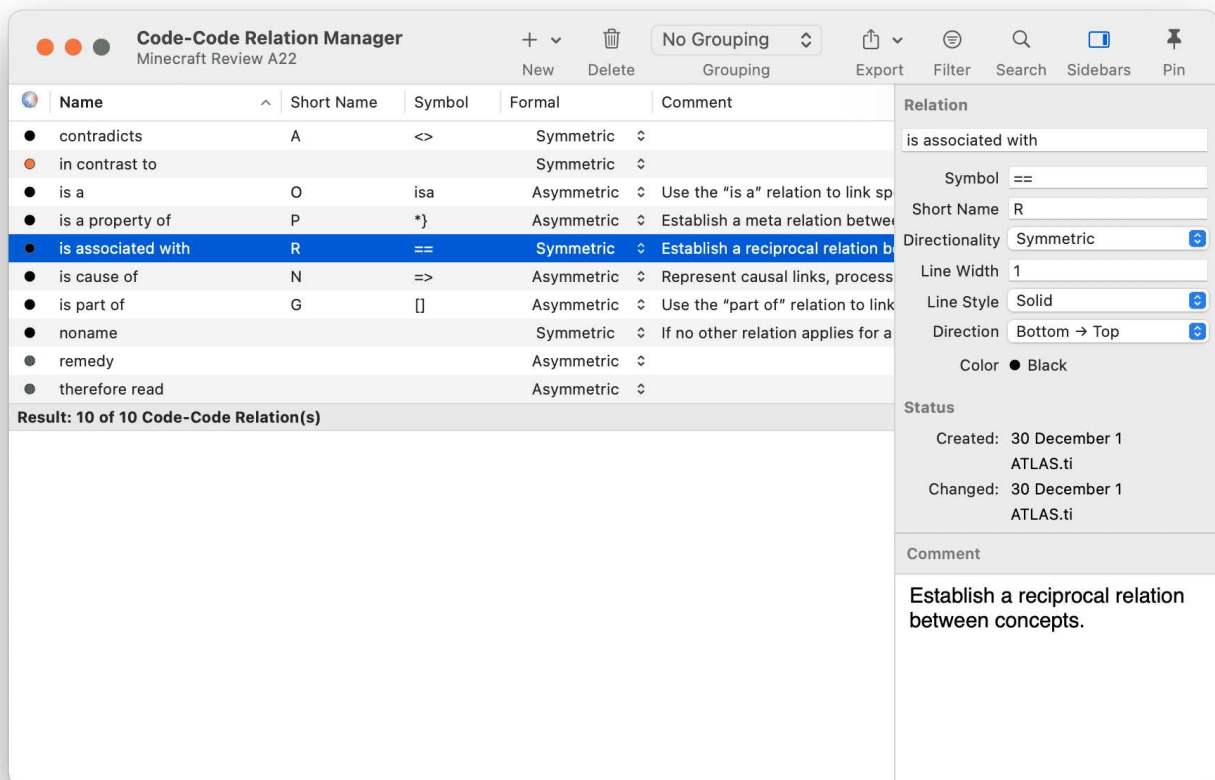 Code-Code Relation Manager
Minecraft Review A22
New
Delete
No Grouping
Grouping
Export
Filter
Search
Sidebars
Pin
Name Short Name Symbol Formal Comment
contradicts A <> Symmetric
in contrast to Symmetric
is a O isa Asymmetric Use the “is a” relation to link sp
is a property of P *} Asymmetric Establish a meta relation betwee
is associated with R == Symmetric Establish a reciprocal relation b
is cause of N => Asymmetric Represent causal links, process
is part of G [] Asymmetric Use the “part of” relation to link
noname Symmetric If no other relation applies for a
remedy Asymmetric
therefore read Asymmetric
Result: 10 of 10 Code-Code Relation(s)
Relation
is associated with
Symbol ==
Short Name R
Directionality Symmetric
Line Width 1
Line Style Solid
Direction Bottom → Top
Color Black
Status
Created: 30 December 1
ATLAS.ti
Changed: 30 December 1
ATLAS.ti
Comment
Establish a reciprocal relation
between concepts.